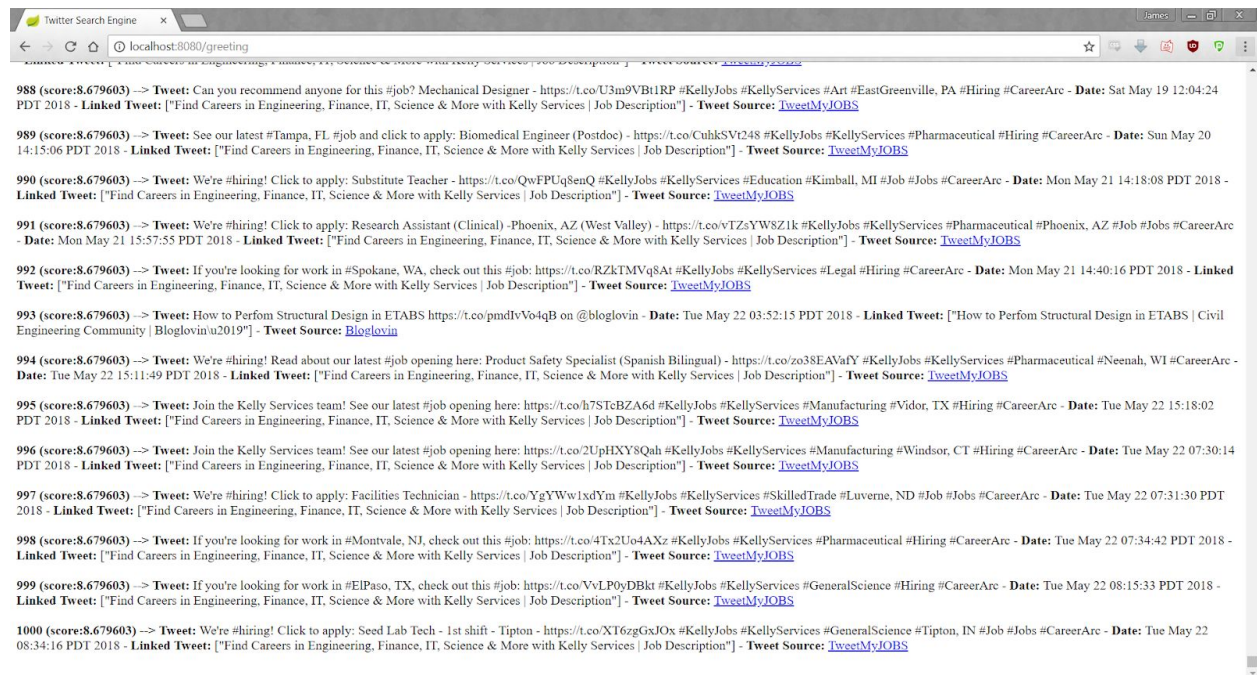 Twitter Search Engine
James
localhost:8080/greeting
Linked Tweet: ["Find Careers in Engineering, Finance, IT, Science & More with Kelly Services | Job Description"] - Tweet Source: TweetMyJOBS
988 (score:8.679603) --> Tweet: Can you recommend anyone for this #job? Mechanical Designer - https://t.co/U3m9VBt1RP #KellyJobs #KellyServices #Art #EastGreenville, PA #Hiring #CareerArc - Date: Sat May 19 12:04:24
PDT 2018 - Linked Tweet: ["Find Careers in Engineering, Finance, IT, Science & More with Kelly Services | Job Description"] - Tweet Source: TweetMyJOBS
989 (score:8.679603) --> Tweet: See our latest #Tampa, FL #job and click to apply: Biomedical Engineer (Postdoc) - https://t.co/CuhkSVt248 #KellyJobs #KellyServices #Pharmaceutical #Hiring #CareerArc - Date: Sun May 20
14:15:06 PDT 2018 - Linked Tweet: ["Find Careers in Engineering, Finance, IT, Science & More with Kelly Services | Job Description"] - Tweet Source: TweetMyJOBS
990 (score:8.679603) --> Tweet: We're #hiring! Click to apply: Substitute Teacher - https://t.co/QwFPUq8enQ #KellyJobs #KellyServices #Education #Kimball, MI #Job #Jobs #CareerArc - Date: Mon May 21 14:18:08 PDT 2018 -
Linked Tweet: ["Find Careers in Engineering, Finance, IT, Science & More with Kelly Services | Job Description"] - Tweet Source: TweetMyJOBS
991 (score:8.679603) --> Tweet: We're #hiring! Click to apply: Research Assistant (Clinical) -Phoenix, AZ (West Valley) - https://t.co/vTZsYW8Z1k #KellyJobs #KellyServices #Pharmaceutical #Phoenix, AZ #Job #Jobs #CareerArc
- Date: Mon May 21 15:57:55 PDT 2018 - Linked Tweet: ["Find Careers in Engineering, Finance, IT, Science & More with Kelly Services | Job Description"] - Tweet Source: TweetMyJOBS
992 (score:8.679603) --> Tweet: If you're looking for work in #Spokane, WA, check out this #job: https://t.co/RZkTMVq8At #KellyJobs #KellyServices #Legal #Hiring #CareerArc - Date: Mon May 21 14:40:16 PDT 2018 - Linked
Tweet: ["Find Careers in Engineering, Finance, IT, Science & More with Kelly Services | Job Description"] - Tweet Source: TweetMyJOBS
993 (score:8.679603) --> Tweet: How to Perfom Structural Design in ETABS https://t.co/pmdIvVo4qB on @bloglovin - Date: Tue May 22 03:52:15 PDT 2018 - Linked Tweet: ["How to Perfom Structural Design in ETABS | Civil
Engineering Community | Bloglovin\u2019"] - Tweet Source: Bloglovin
994 (score:8.679603) --> Tweet: We're #hiring! Read about our latest #job opening here: Product Safety Specialist (Spanish Bilingual) - https://t.co/zo38EAVafY #KellyJobs #KellyServices #Pharmaceutical #Neenah, WI #CareerArc -
Date: Tue May 22 15:11:49 PDT 2018 - Linked Tweet: ["Find Careers in Engineering, Finance, IT, Science & More with Kelly Services | Job Description"] - Tweet Source: TweetMyJOBS
995 (score:8.679603) --> Tweet: Join the Kelly Services team! See our latest #job opening here: https://t.co/h7STcBZA6d #KellyJobs #KellyServices #Manufacturing #Vidor, TX #Hiring #CareerArc - Date: Tue May 22 15:18:02
PDT 2018 - Linked Tweet: ["Find Careers in Engineering, Finance, IT, Science & More with Kelly Services | Job Description"] - Tweet Source: TweetMyJOBS
996 (score:8.679603) --> Tweet: Join the Kelly Services team! See our latest #job opening here: https://t.co/2UpHXY8Qah #KellyJobs #KellyServices #Manufacturing #Windsor, CT #Hiring #CareerArc - Date: Tue May 22 07:30:14
PDT 2018 - Linked Tweet: ["Find Careers in Engineering, Finance, IT, Science & More with Kelly Services | Job Description"] - Tweet Source: TweetMyJOBS
997 (score:8.679603) --> Tweet: We're #hiring! Click to apply: Facilities Technician - https://t.co/YgYWw1xdYm #KellyJobs #KellyServices #SkilledTrade #Luverne, ND #Job #Jobs #CareerArc - Date: Tue May 22 07:31:30 PDT
2018 - Linked Tweet: ["Find Careers in Engineering, Finance, IT, Science & More with Kelly Services | Job Description"] - Tweet Source: TweetMyJOBS
998 (score:8.679603) --> Tweet: If you're looking for work in #Montvale, NJ, check out this #job: https://t.co/4Tx2Uo4AXz #KellyJobs #KellyServices #Pharmaceutical #Hiring #CareerArc - Date: Tue May 22 07:34:42 PDT 2018 -
Linked Tweet: ["Find Careers in Engineering, Finance, IT, Science & More with Kelly Services | Job Description"] - Tweet Source: TweetMyJOBS
999 (score:8.679603) --> Tweet: If you're looking for work in #ElPaso, TX, check out this #job: https://t.co/VvLP0yDBkt #KellyJobs #KellyServices #GeneralScience #Hiring #CareerArc - Date: Tue May 22 08:15:33 PDT 2018 -
Linked Tweet: ["Find Careers in Engineering, Finance, IT, Science & More with Kelly Services | Job Description"] - Tweet Source: TweetMyJOBS
1000 (score:8.679603) --> Tweet: We're #hiring! Click to apply: Seed Lab Tech - 1st shift - Tipton - https://t.co/XT6zgGxJOx #KellyJobs #KellyServices #GeneralScience #Tipton, IN #Job #Jobs #CareerArc - Date: Tue May 22
08:34:16 PDT 2018 - Linked Tweet: ["Find Careers in Engineering, Finance, IT, Science & More with Kelly Services | Job Description"] - Tweet Source: TweetMyJOBS